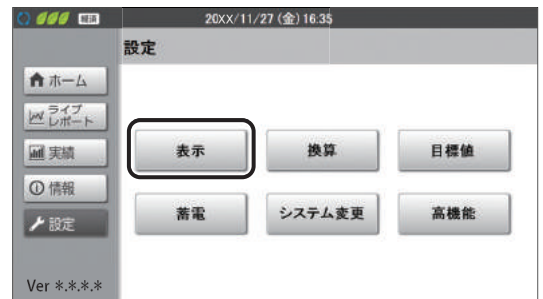 経済 20XX/11/27 (金) 16:35
設定
ホーム
ライブ
レポート
実績
情報
設定
表示 換算 目標値
蓄電 システム変更 高機能
Ver *.*.*.*